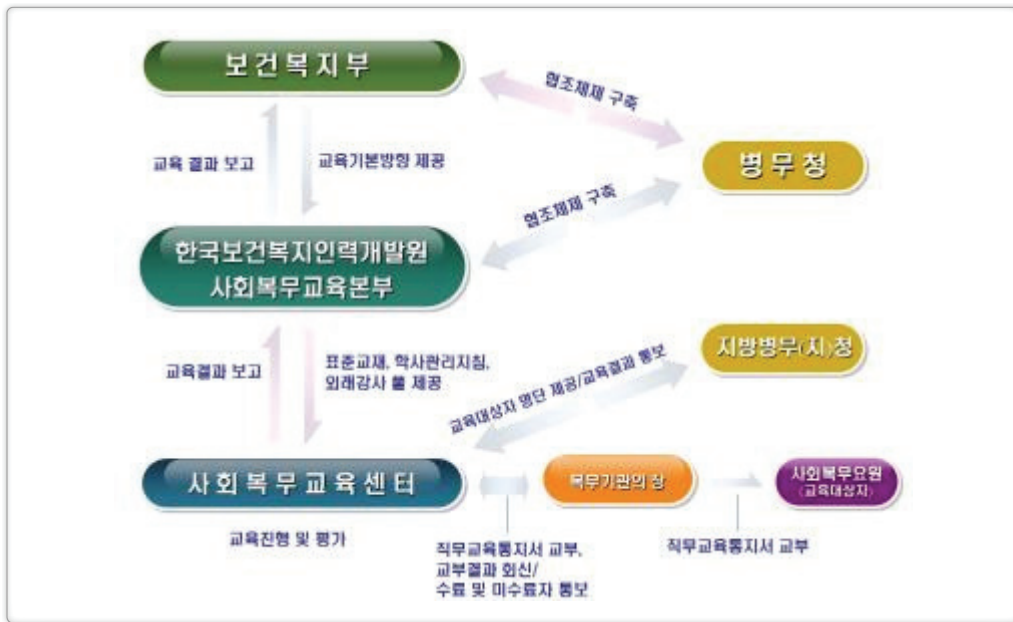 보건복지부
협조체제 구축
교육 결과 보고
교육기본방향 제공
병무청
협조체제 구축
한국보건복지인력개발원
사회복무교육본부
교육결과 보고
표준교재, 학사관리지침,
외래강사 풀 제공
지방병무(지)청
교육대상자 명단 제공/교육결과 통보
사회복무교육센터
복무기관의 장
사회복무요원
(교육대상자)
교육진행 및 평가
직무교육통지서 교부,
교부결과 회신/
수료 및 미수료자 통보
직무교육통지서 교부